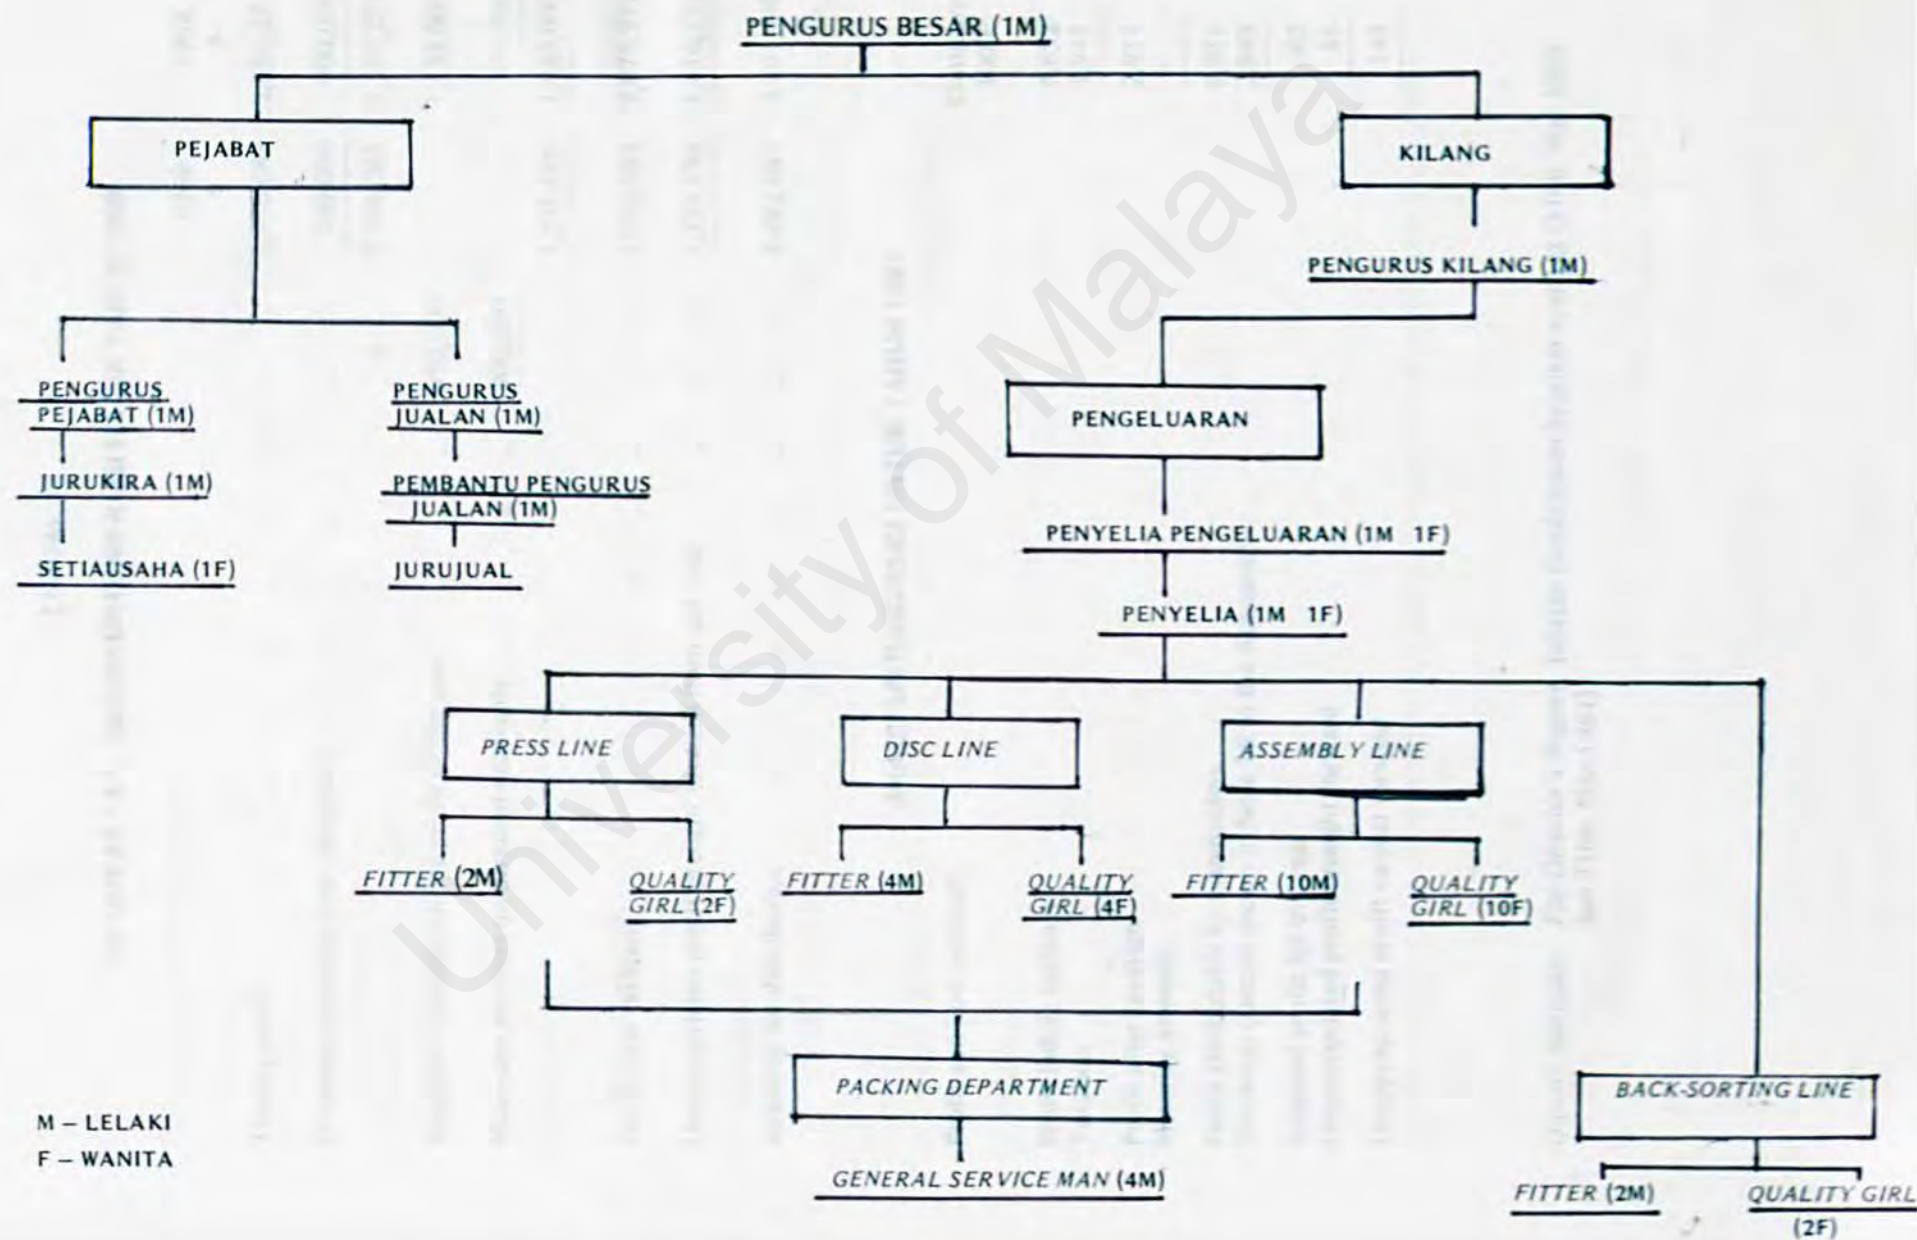 PENGURUS BESAR (1M)
PEJABAT
KILANG
PENGURUS KILANG (1M)
PENGURUS
PEJABAT (1M)
JURUKIRA (1M)
SETIAUSAHA (1F)
PENGURUS
JUALAN (1M)
PEMBANTU PENGURUS
JUALAN (1M)
JURUJUAL
PENGELUARAN
PENYELIA PENGELUARAN (1M 1F)
PENYELIA (1M 1F)
PRESS LINE
DISC LINE
ASSEMBLY LINE
FITTER (2M)
QUALITY
GIRL (2F)
FITTER (4M)
QUALITY
GIRL (4F)
FITTER (10M)
QUALITY
GIRL (10F)
PACKING DEPARTMENT
GENERAL SERVICE MAN (4M)
BACK-SORTING LINE
FITTER (2M)
QUALITY GIRL
(2F)
M – LELAKI
F – WANITA
University of Malaya